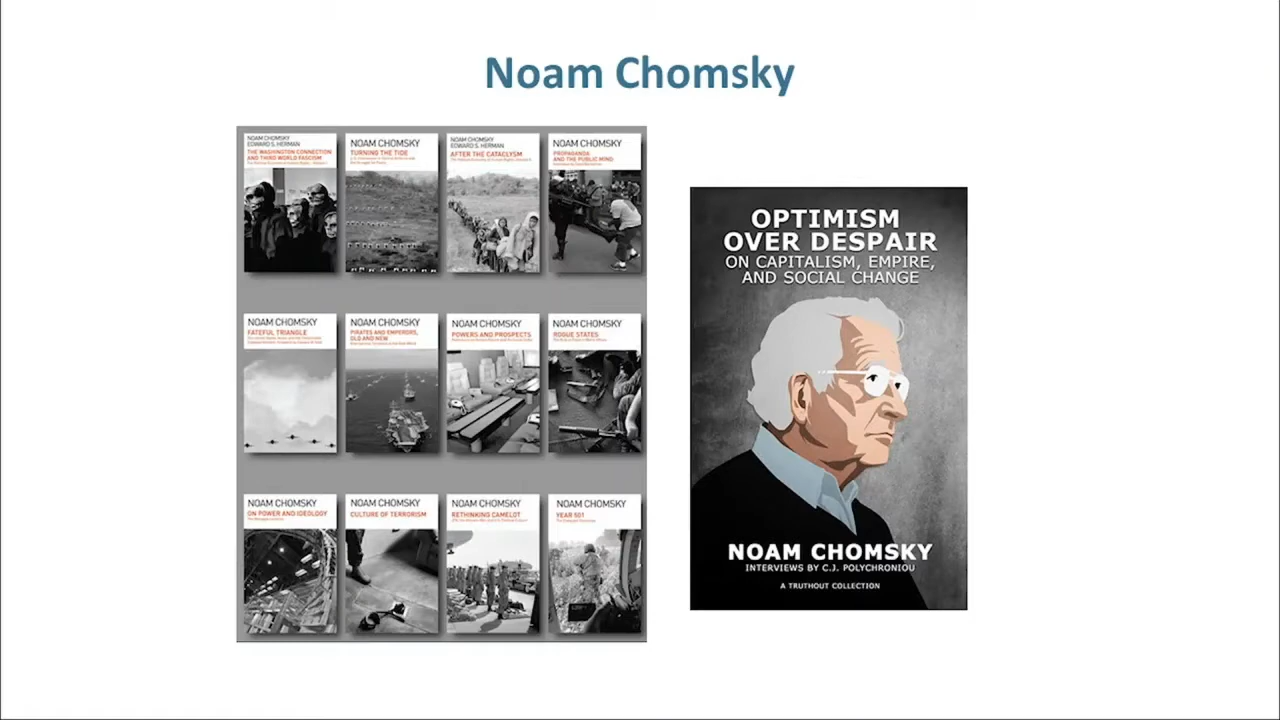 Noam Chomsky
NOAM CHOMSKY
EDWARD S. HERMAN
THE WASHINGTON CONNECTION
AND THIRD WORLD FASCISM
NOAM CHOMSKY
TURNING THE TIDE
NOAM CHOMSKY
EDWARD S. HERMAN
AFTER THE CATACLYSM
NOAM CHOMSKY
PROPAGANDA
AND THE PUBLIC MIND
NOAM CHOMSKY
FATEFUL TRIANGLE
NOAM CHOMSKY
PIRATES AND EMPERORS,
OLD AND NEW
NOAM CHOMSKY
POWERS AND PROSPECTS
NOAM CHOMSKY
ROGUE STATES
NOAM CHOMSKY
ON POWER AND IDEOLOGY
NOAM CHOMSKY
CULTURE OF TERRORISM
NOAM CHOMSKY
RETHINKING CAMELOT
NOAM CHOMSKY
YEAR 501
OPTIMISM
OVER DESPAIR
ON CAPITALISM, EMPIRE,
AND SOCIAL CHANGE
NOAM CHOMSKY
INTERVIEWS BY C.J. POLYCHRONIOU
A TRUTHOUT COLLECTION